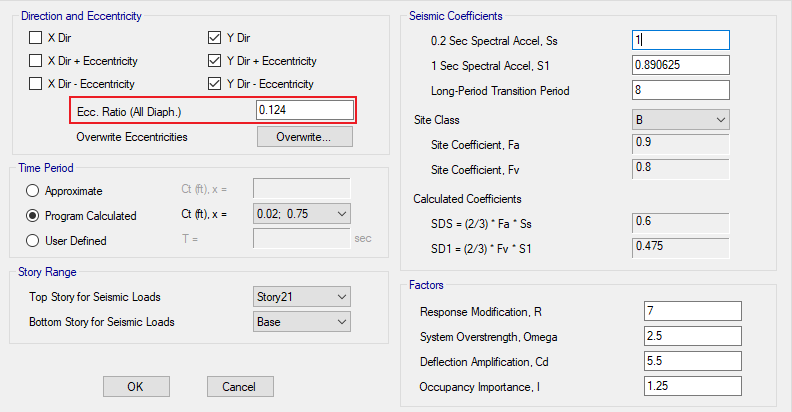 Direction and Eccentricity
X Dir
Y Dir
X Dir + Eccentricity
Y Dir + Eccentricity
X Dir - Eccentricity
Y Dir - Eccentricity
Ecc. Ratio (All Diaph.)
0.124
Overwrite Eccentricities
Overwrite...
Time Period
Approximate
Ct (ft), x =
Program Calculated
Ct (ft), x =
0.02; 0.75
User Defined
T =
sec
Story Range
Top Story for Seismic Loads
Story21
Bottom Story for Seismic Loads
Base
OK
Cancel
Seismic Coefficients
0.2 Sec Spectral Accel, Ss
1
1 Sec Spectral Accel, S1
0.890625
Long-Period Transition Period
8
Site Class
B
Site Coefficient, Fa
0.9
Site Coefficient, Fv
0.8
Calculated Coefficients
SDS = (2/3) * Fa * Ss
0.6
SD1 = (2/3) * Fv * S1
0.475
Factors
Response Modification, R
7
System Overstrength, Omega
2.5
Deflection Amplification, Cd
5.5
Occupancy Importance, I
1.25